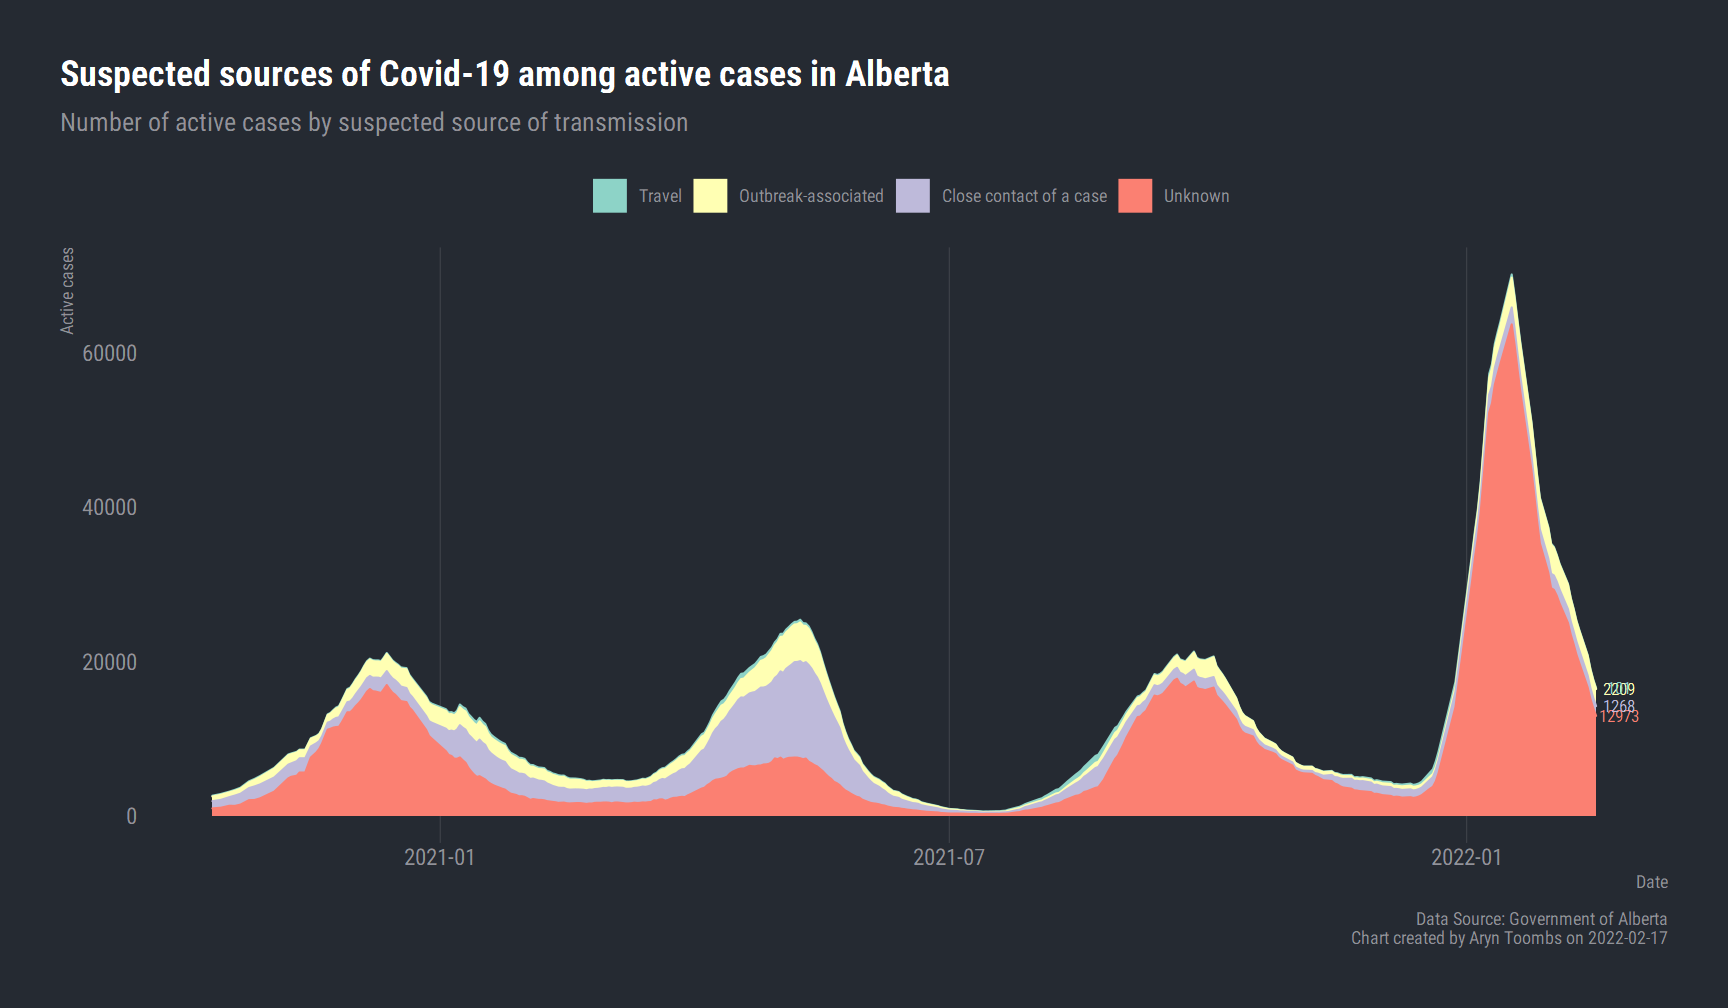 Suspected sources of Covid-19 among active cases in Alberta
Number of active cases by suspected source of transmission
Travel Outbreak-associated Close contact of a case Unknown
Active cases
60000
40000
20000
0
2209
1268
12973
2021-01 2021-07 2022-01
Date
Data Source: Government of Alberta
Chart created by Aryn Toombs on 2022-02-17